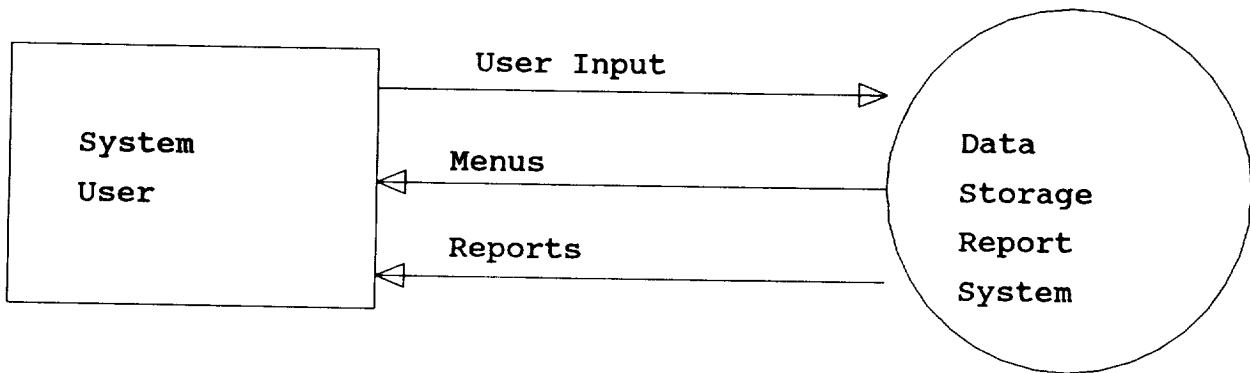 System
User
User Input
Menus
Reports
Data
Storage
Report
System